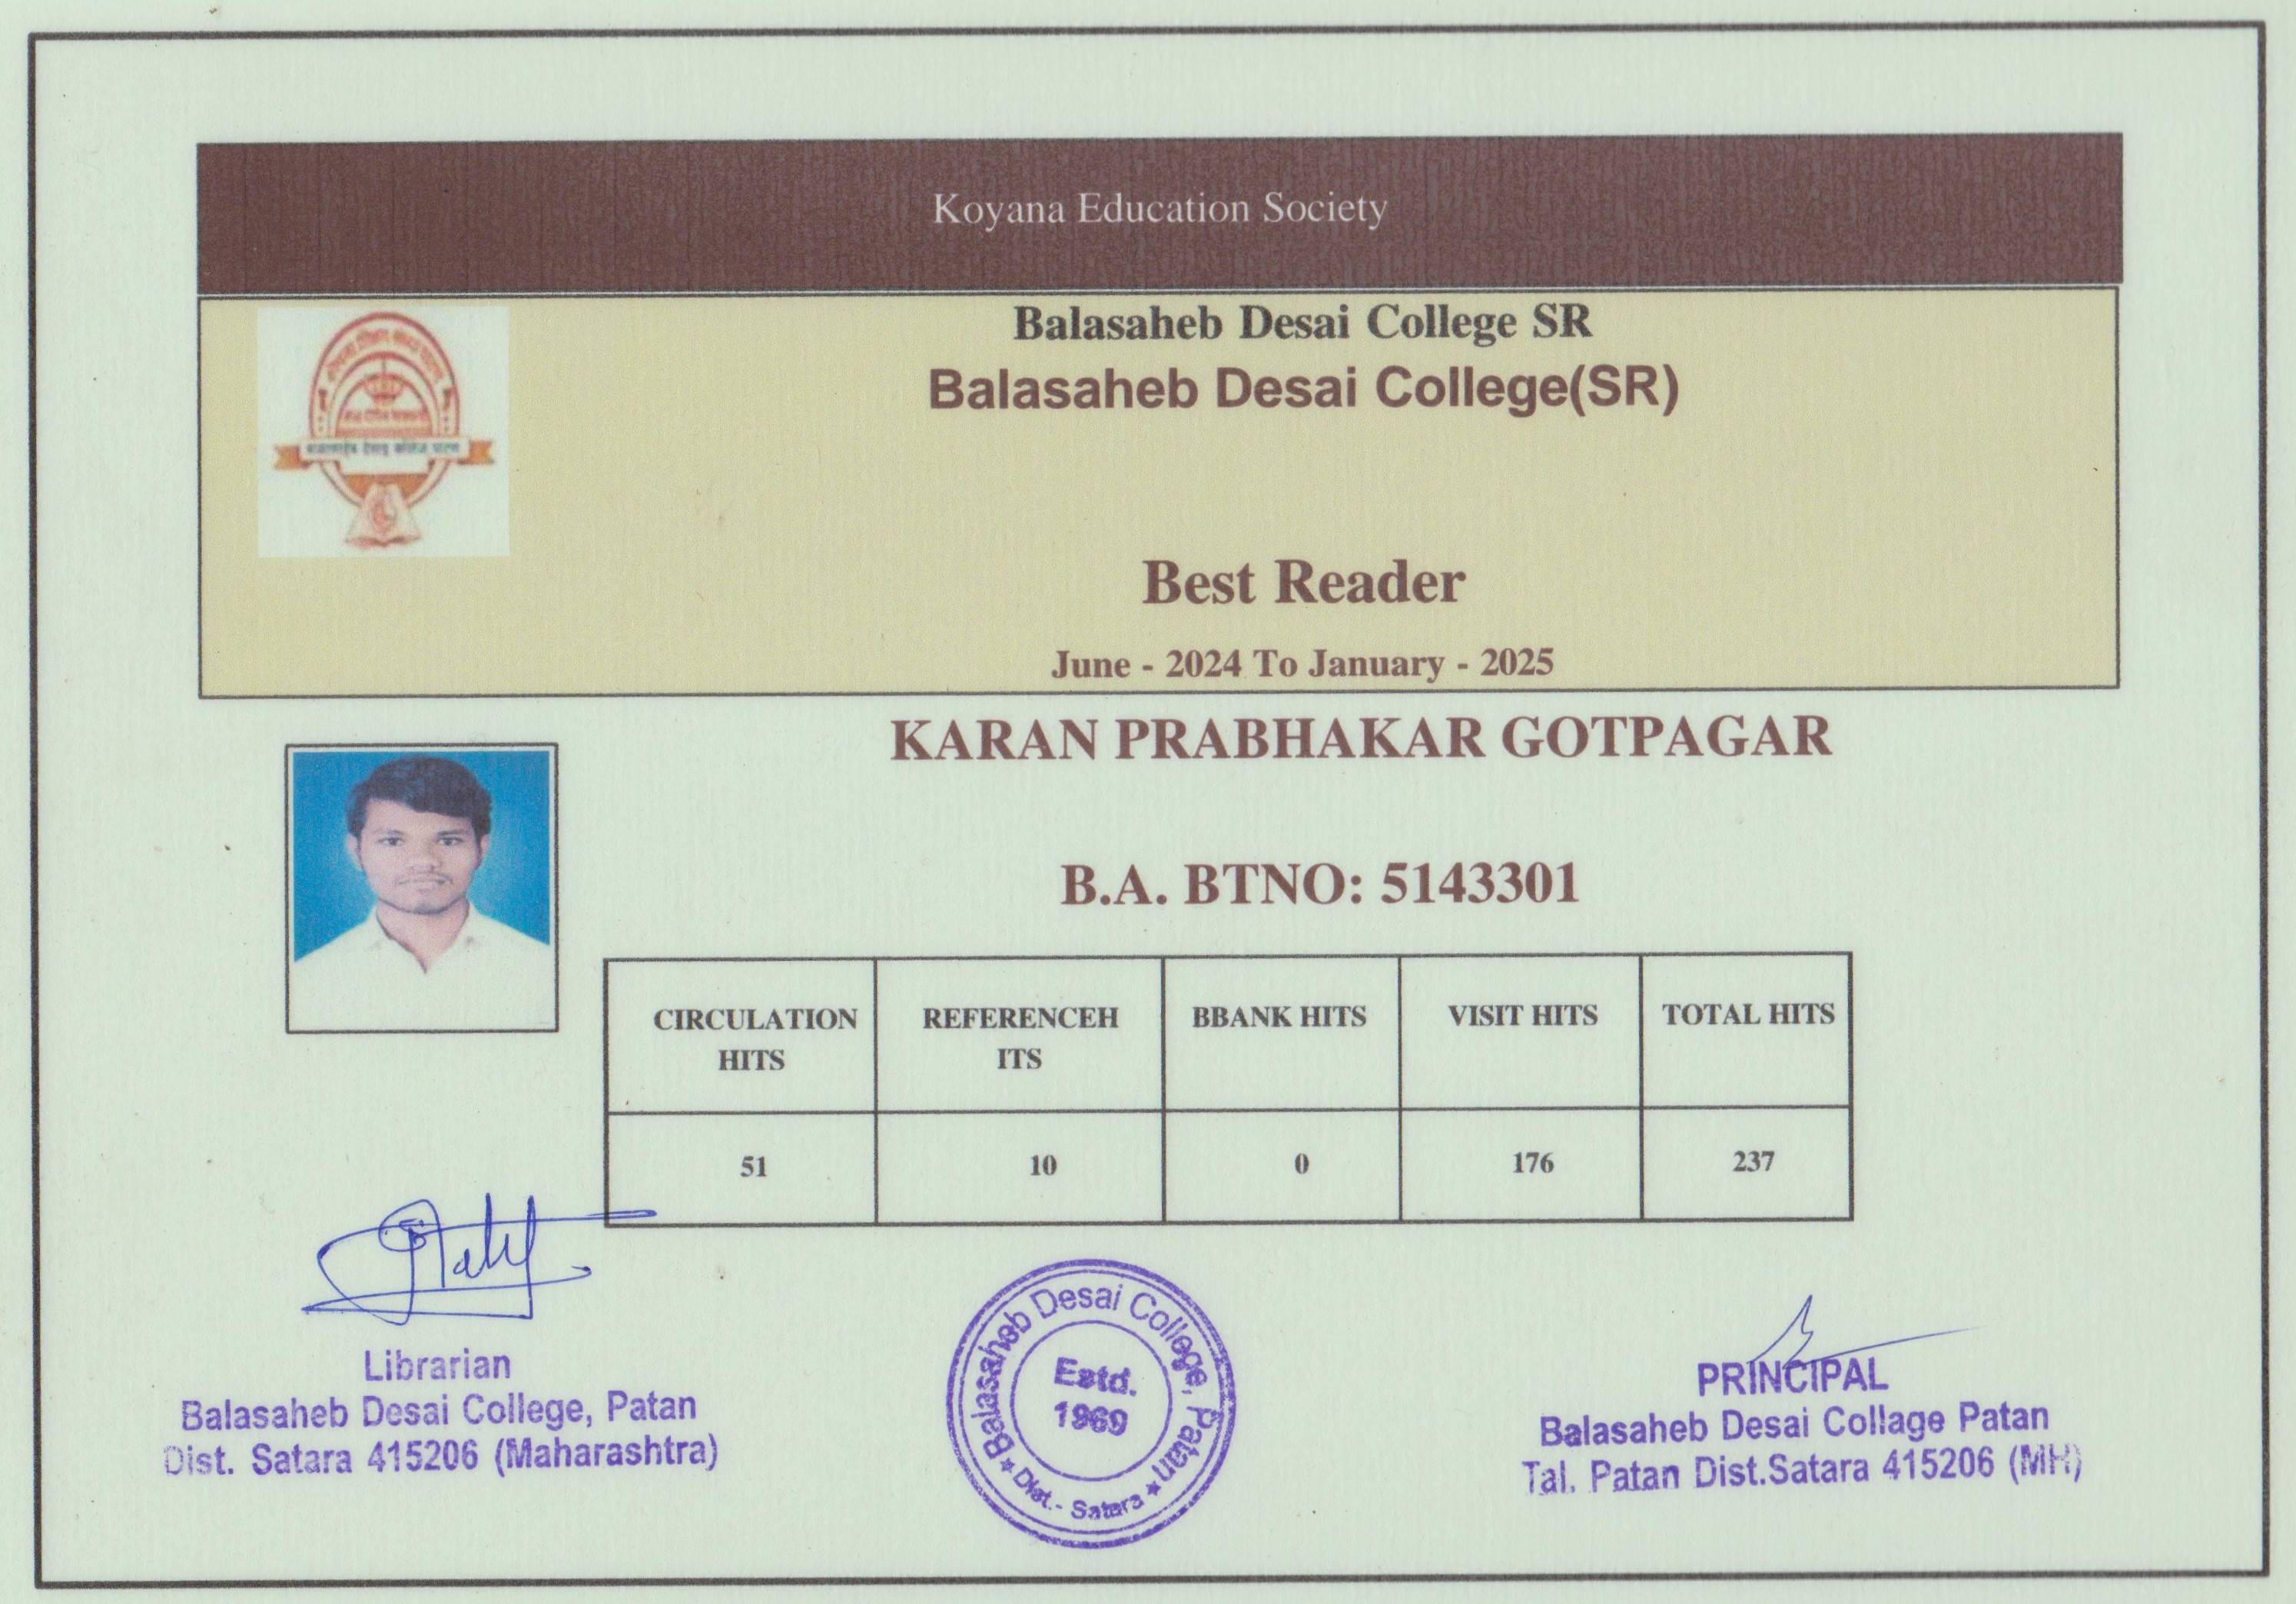 Koyana Education Society
Balasaheb Desai College SR
Balasaheb Desai College(SR)
Best Reader
June - 2024 To January - 2025
KARAN PRABHAKAR GOTPAGAR
B.A. BTNO: 5143301
CIRCULATION HITS
REFERENCEH ITS
BBANK HITS
VISIT HITS
TOTAL HITS
51
10
0
176
237
Librarian
Balasaheb Desai College, Patan
Dist. Satara 415206 (Maharashtra)
Balasaheb Desai College, Patan
Estd.
1969
★ Dist.- Satara ★
PRINCIPAL
Balasaheb Desai Collage Patan
Tal. Patan Dist.Satara 415206 (MH)